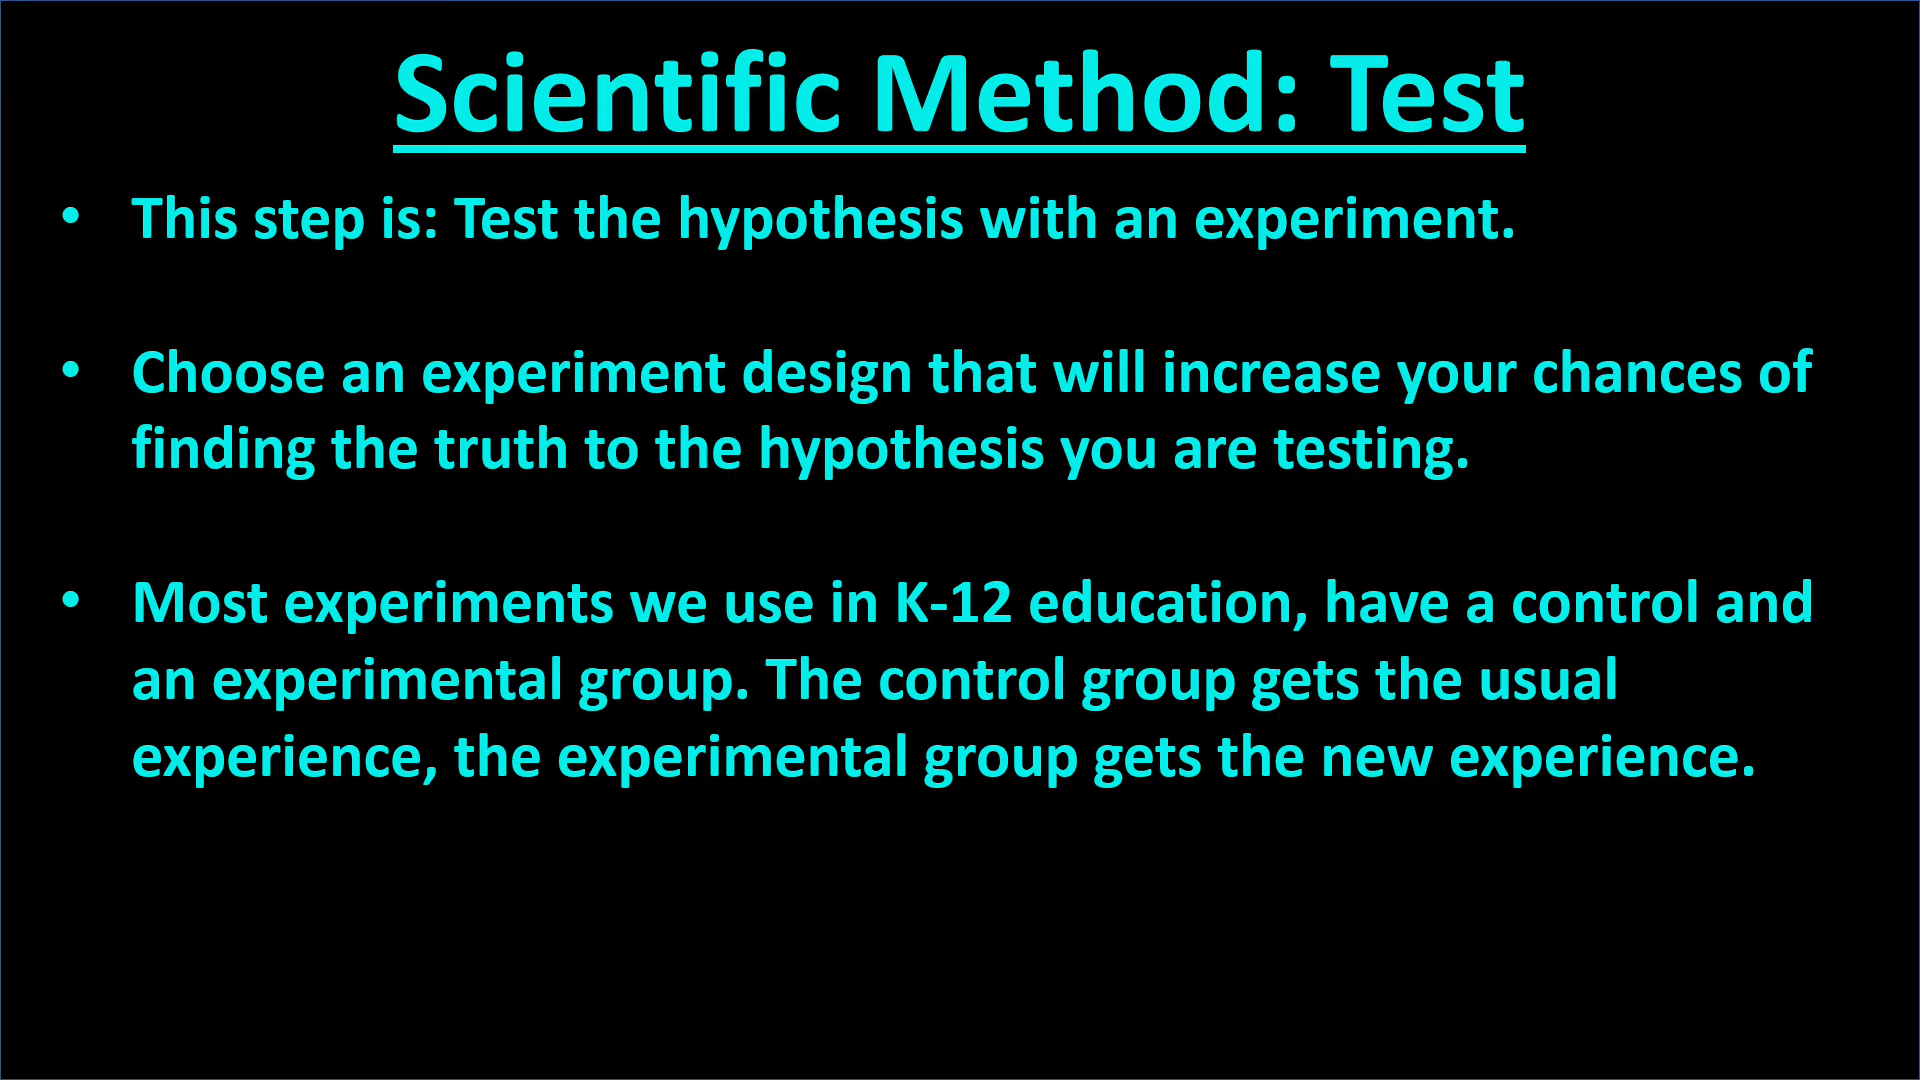 Scientific Method: Test
• This step is: Test the hypothesis with an experiment.
• Choose an experiment design that will increase your chances of
finding the truth to the hypothesis you are testing.
• Most experiments we use in K-12 education, have a control and
an experimental group. The control group gets the usual
experience, the experimental group gets the new experience.